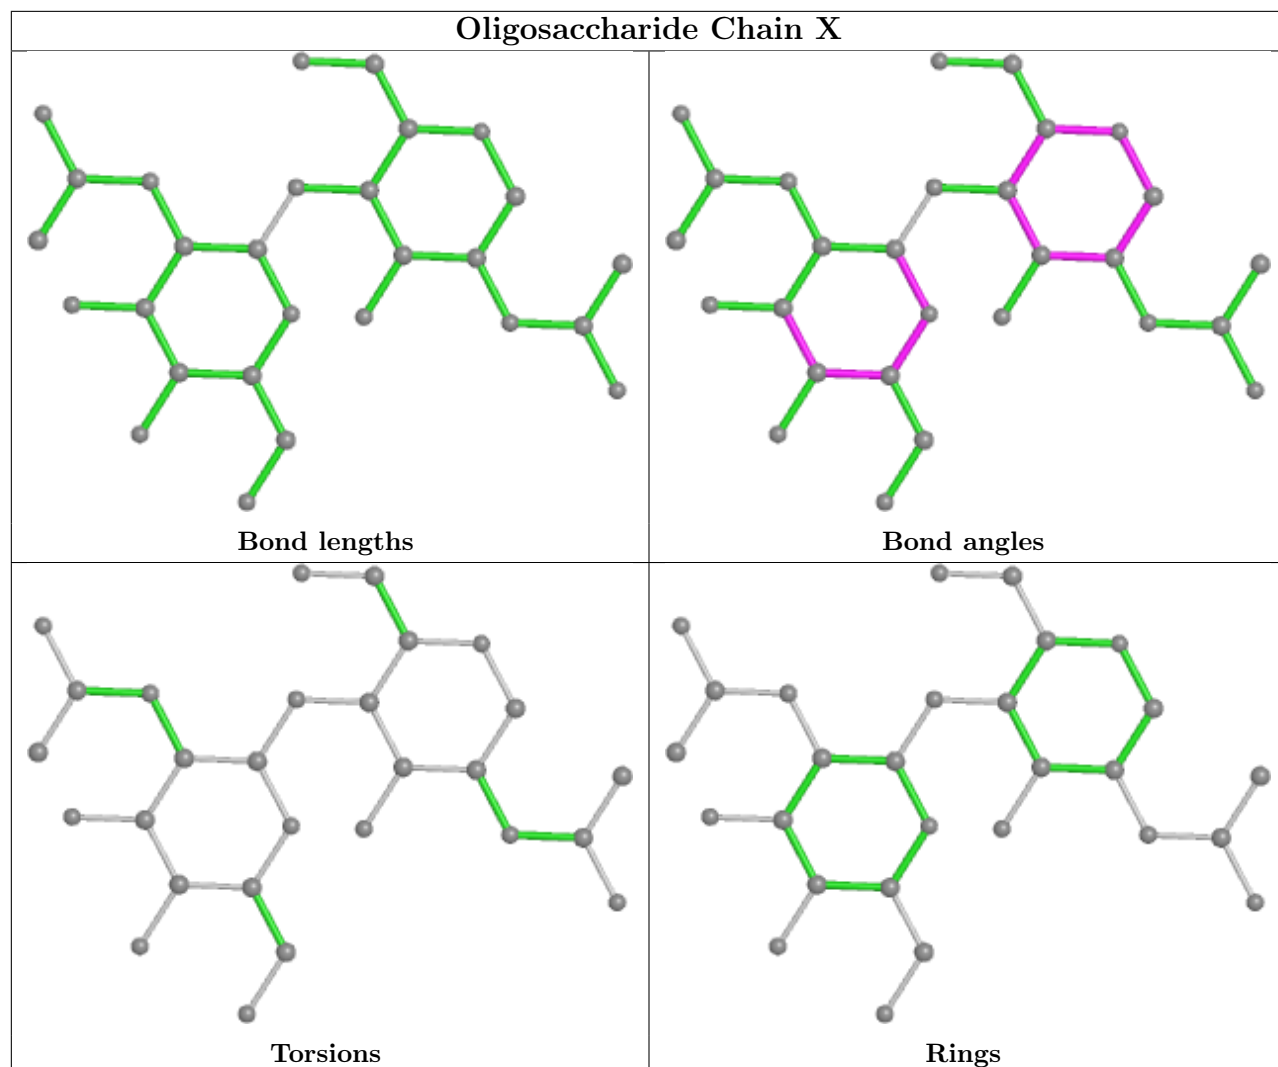 Oligosaccharide Chain X
Bond lengths
Bond angles
Torsions
Rings